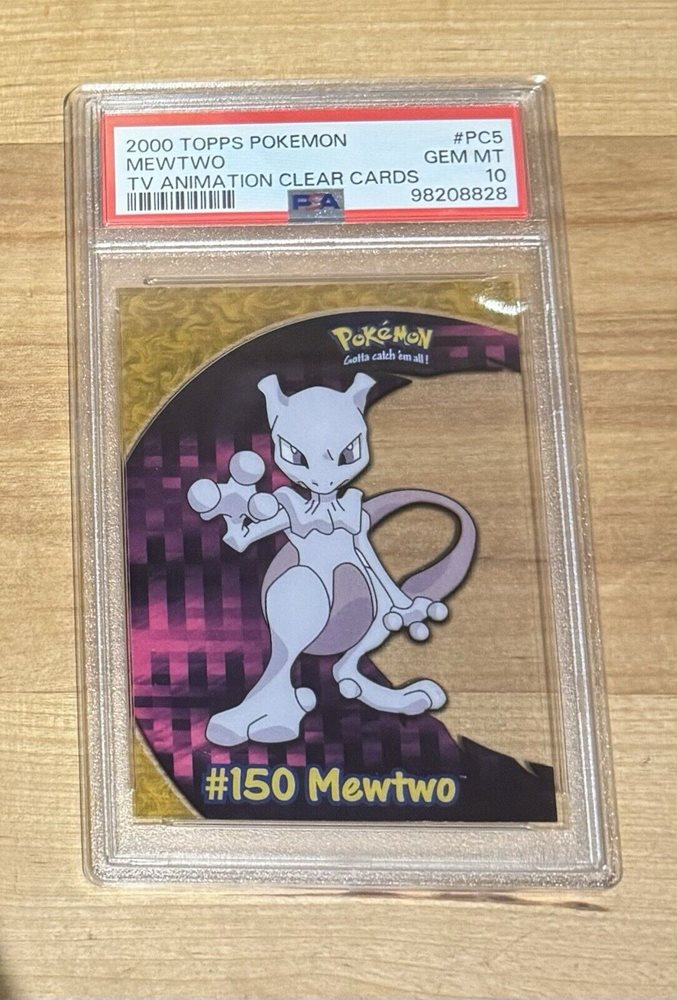 2000 TOPPS POKEMON #PC5
MEWTWO GEM MT
TV ANIMATION CLEAR CARDS 10
PSA 98208828
POKéMON
Gotta catch 'em all!
#150 Mewtwo